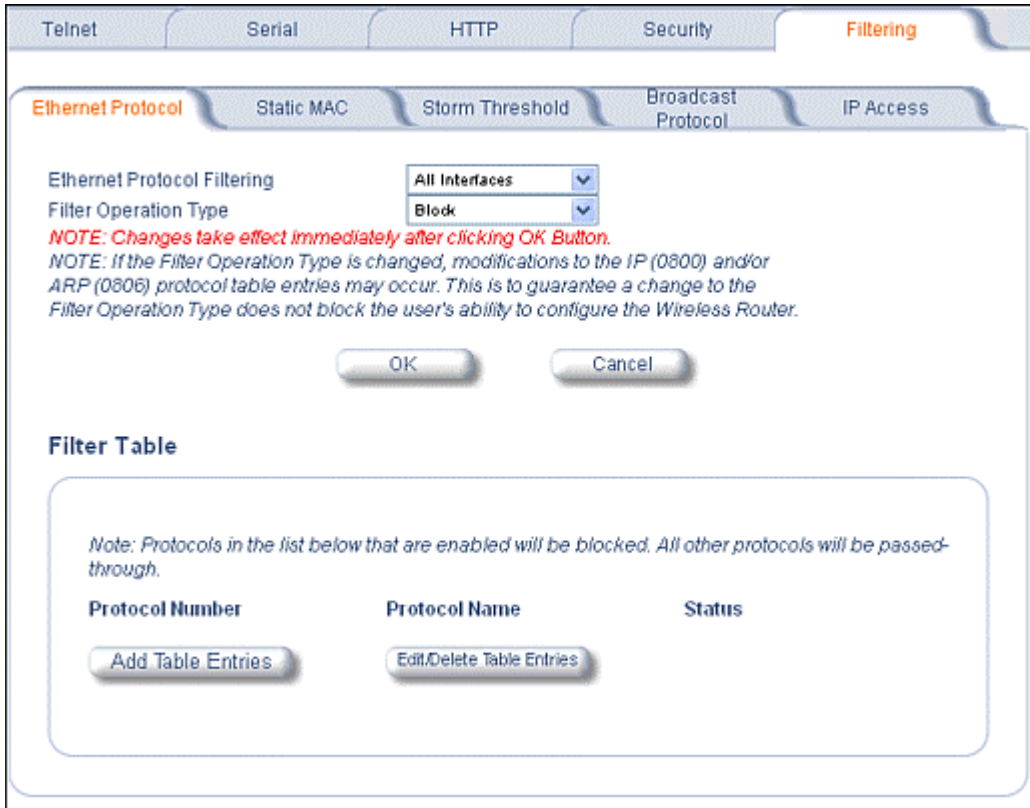 Telnet Serial HTTP Security Filtering
Ethernet Protocol Static MAC Storm Threshold Broadcast Protocol IP Access
Ethernet Protocol Filtering All Interfaces
Filter Operation Type Block
NOTE: Changes take effect immediately after clicking OK Button.
NOTE: If the Filter Operation Type is changed, modifications to the IP (0800) and/or
ARP (0806) protocol table entries may occur. This is to guarantee a change to the
Filter Operation Type does not block the user's ability to configure the Wireless Router.
OK Cancel
Filter Table
Note: Protocols in the list below that are enabled will be blocked. All other protocols will be passed-
through.
Protocol Number Protocol Name Status
Add Table Entries Edit/Delete Table Entries